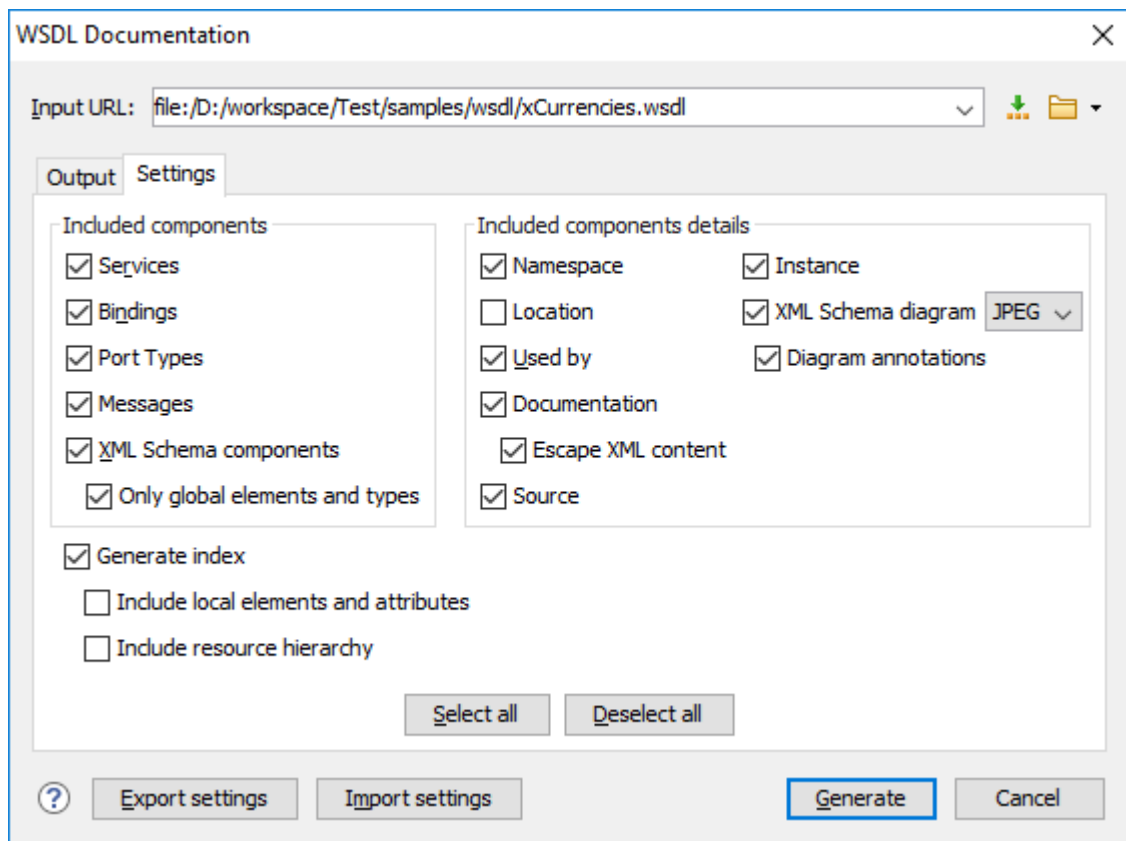 WSDL Documentation
Input URL: file:/D:/workspace/Test/samples/wsdl/xCurrencies.wsdl
Output Settings
Included components
Services
Bindings
Port Types
Messages
XML Schema components
Only global elements and types
Included components details
Namespace Instance
Location XML Schema diagram JPEG
Used by Diagram annotations
Documentation
Escape XML content
Source
Generate index
Include local elements and attributes
Include resource hierarchy
Select all Deselect all
? Export settings Import settings Generate Cancel